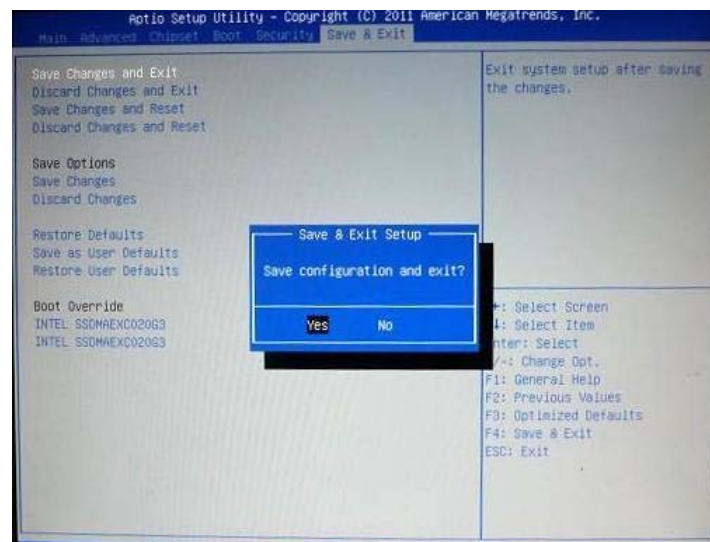 Aptio Setup Utility - Copyright (C) 2011 American Megatrends, Inc.
Main Advanced Chipset Boot Security Save & Exit
Save Changes and Exit
Discard Changes and Exit
Save Changes and Reset
Discard Changes and Reset
Save Options
Save Changes
Discard Changes
Restore Defaults
Save as User Defaults
Restore User Defaults
Boot Override
INTEL SSDMAEXC020G3
INTEL SSDMAEXC020G3
Save & Exit Setup
Save configuration and exit?
Yes No
Exit system setup after saving
the changes.
: Select Screen
: Select Item
nter: Select
/-: Change Opt.
F1: General Help
F2: Previous Values
F3: Optimized Defaults
F4: Save & Exit
ESC: Exit